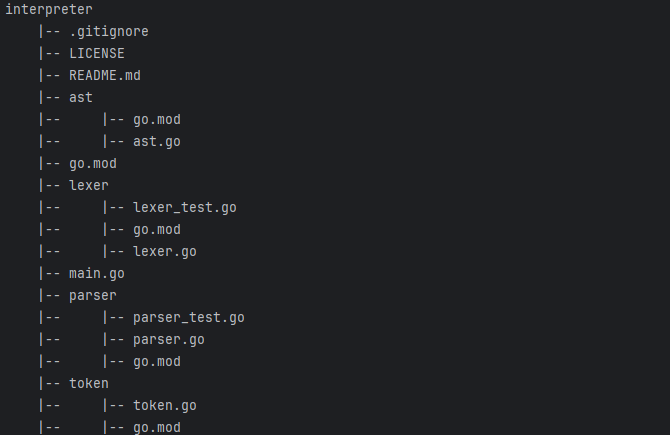 interpreter
    |-- .gitignore
    |-- LICENSE
    |-- README.md
    |-- ast
    |--     |-- go.mod
    |--     |-- ast.go
    |-- go.mod
    |-- lexer
    |--     |-- lexer_test.go
    |--     |-- go.mod
    |--     |-- lexer.go
    |-- main.go
    |-- parser
    |--     |-- parser_test.go
    |--     |-- parser.go
    |--     |-- go.mod
    |-- token
    |--     |-- token.go
    |--     |-- go.mod